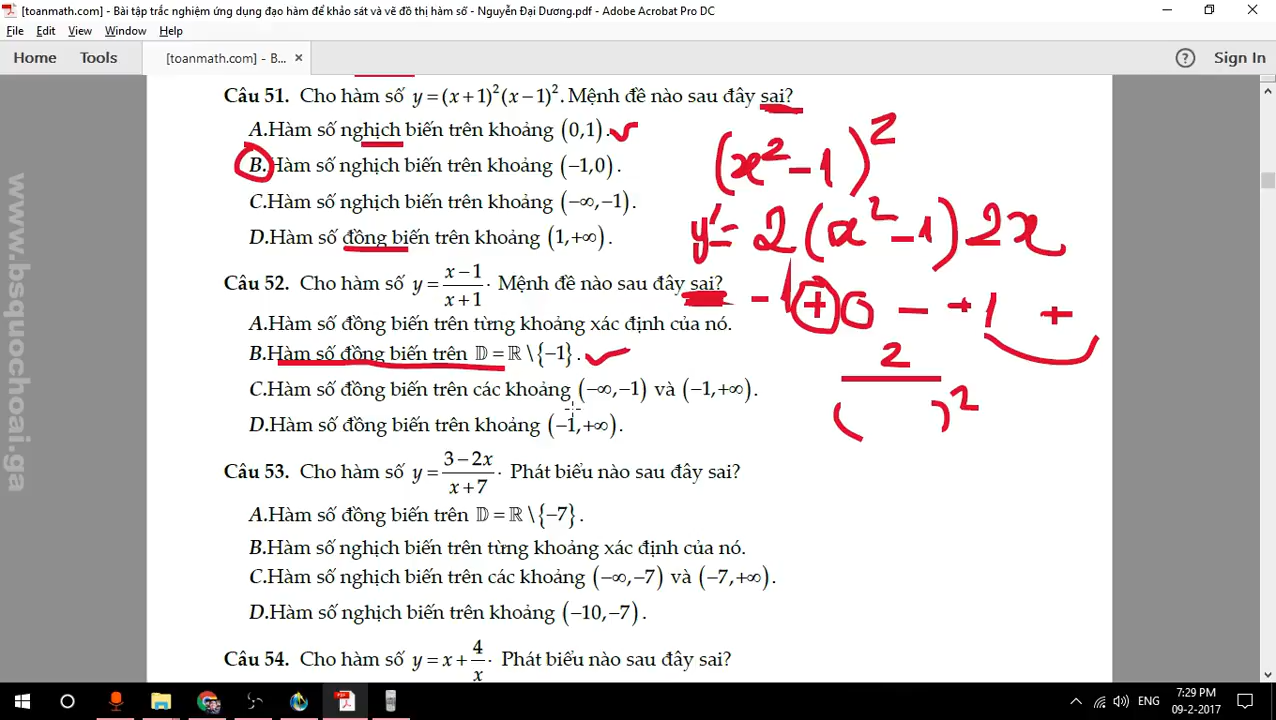 [toanmath.com] - Bài tập trắc nghiệm ứng dụng đạo hàm để khảo sát và vẽ đồ thị hàm số - Nguyễn Đại Dương.pdf - Adobe Acrobat Pro DC
File Edit View Window Help
Home Tools [toanmath.com] - B... × ? Sign In
Câu 51. Cho hàm số y = (x+1)²(x−1)². Mệnh đề nào sau đây sai?
A.Hàm số nghịch biến trên khoảng (0,1).
B.Hàm số nghịch biến trên khoảng (−1,0).
C.Hàm số nghịch biến trên khoảng (−∞,−1).
D.Hàm số đồng biến trên khoảng (1,+∞).
(x²−1)²
y'= 2(x²−1)2x
−1 + 0 − +1 +
Câu 52. Cho hàm số y = (x−1)/(x+1). Mệnh đề nào sau đây sai?
A.Hàm số đồng biến trên từng khoảng xác định của nó.
B.Hàm số đồng biến trên 𝔻 = ℝ \ {−1}.
C.Hàm số đồng biến trên các khoảng (−∞,−1) và (−1,+∞).
D.Hàm số đồng biến trên khoảng (−1,+∞).
2
( )²
Câu 53. Cho hàm số y = (3−2x)/(x+7). Phát biểu nào sau đây sai?
A.Hàm số đồng biến trên 𝔻 = ℝ \ {−7}.
B.Hàm số nghịch biến trên từng khoảng xác định của nó.
C.Hàm số nghịch biến trên các khoảng (−∞,−7) và (−7,+∞).
D.Hàm số nghịch biến trên khoảng (−10,−7).
Câu 54. Cho hàm số y = x + 4/x. Phát biểu nào sau đây sai?
www.bsquochoai.ga
ENG
7:29 PM
09-2-2017